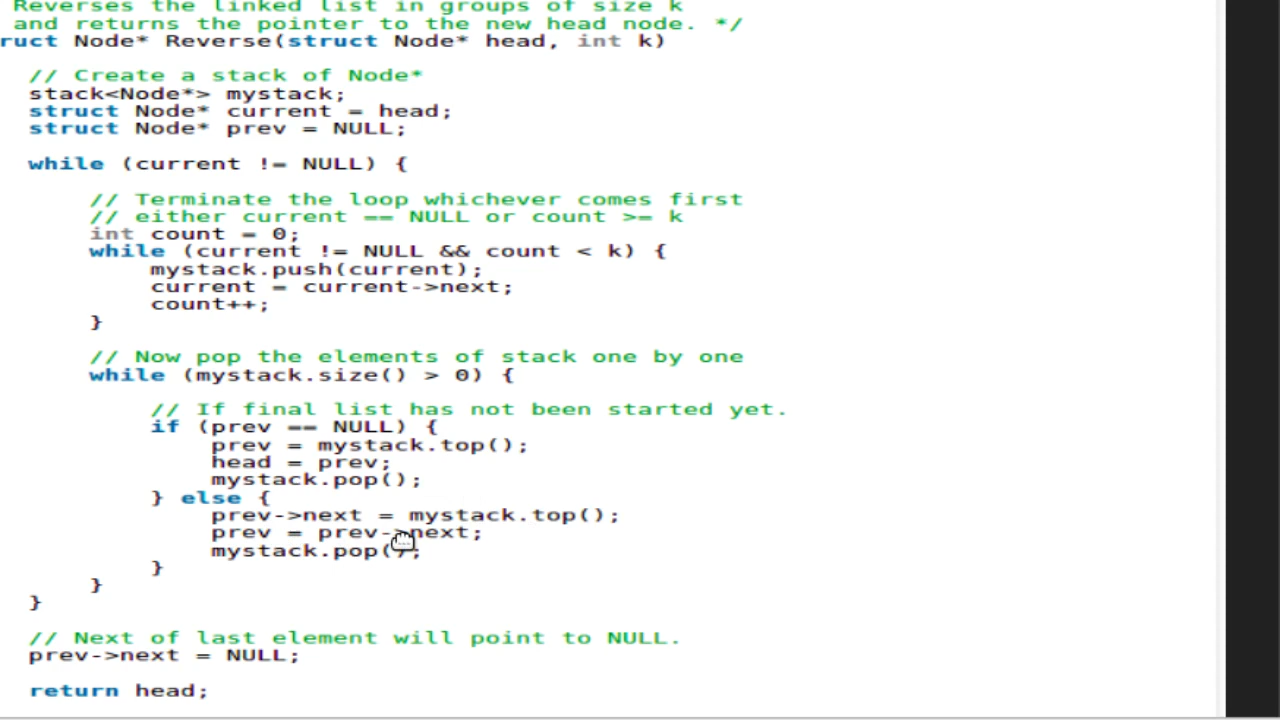 Reverses the linked list in groups of size k
and returns the pointer to the new head node. */
ruct Node* Reverse(struct Node* head, int k)
// Create a stack of Node*
stack<Node*> mystack;
struct Node* current = head;
struct Node* prev = NULL;
while (current != NULL) {
// Terminate the loop whichever comes first
// either current == NULL or count >= k
int count = 0;
while (current != NULL && count < k) {
mystack.push(current);
current = current->next;
count++;
}
// Now pop the elements of stack one by one
while (mystack.size() > 0) {
// If final list has not been started yet.
if (prev == NULL) {
prev = mystack.top();
head = prev;
mystack.pop();
} else {
prev->next = mystack.top();
prev = prev->next;
mystack.pop();
}
}
}
// Next of last element will point to NULL.
prev->next = NULL;
return head;